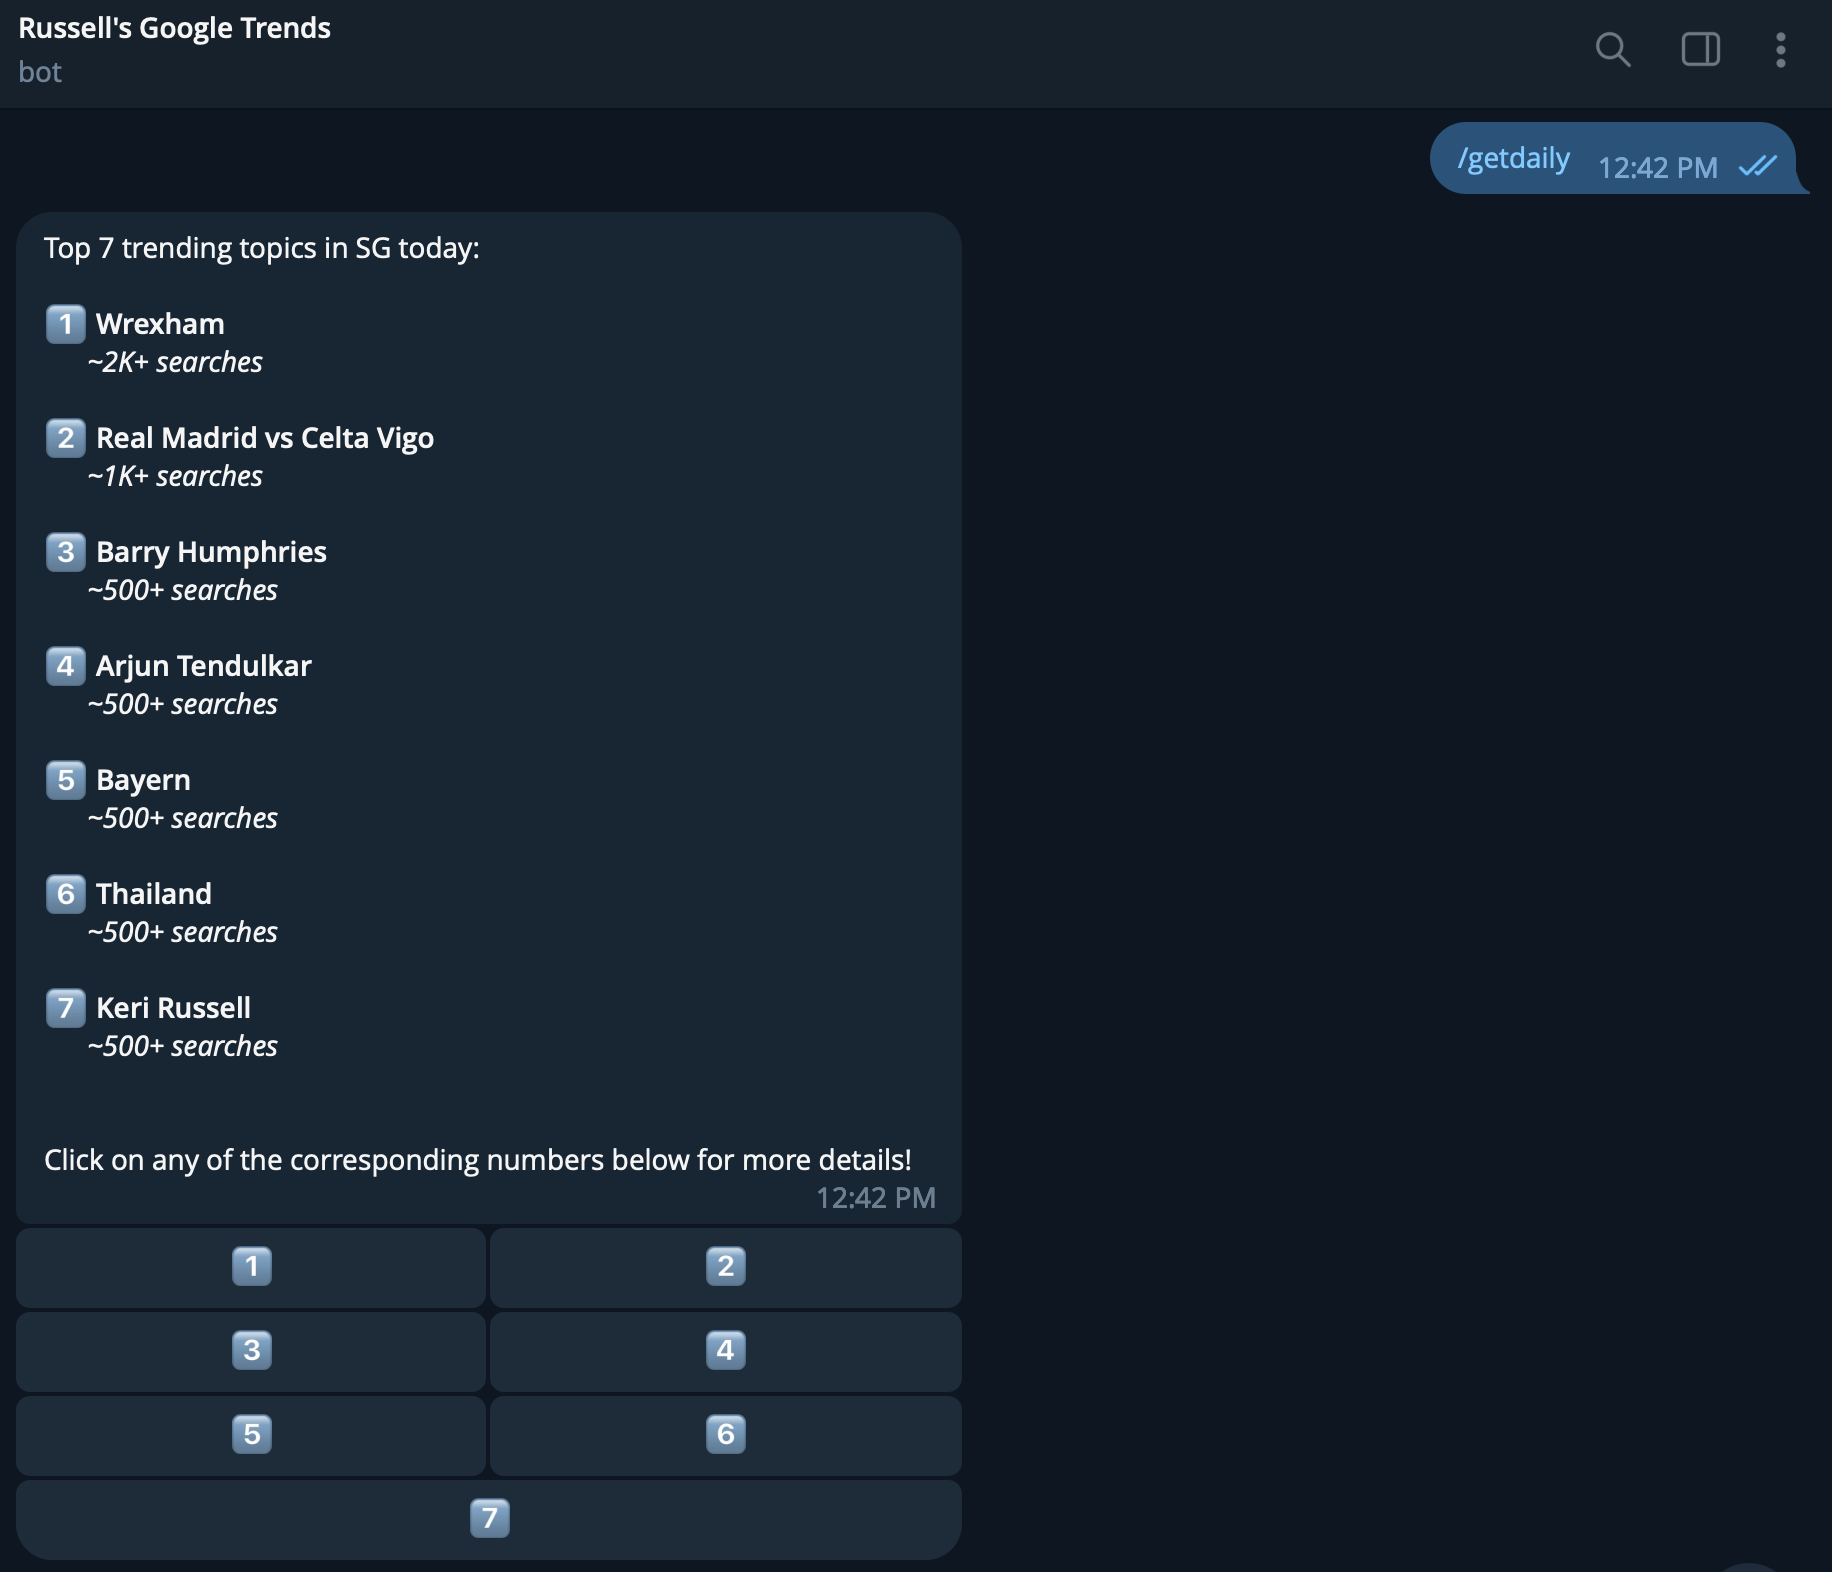 Russell's Google Trends
bot
/getdaily 12:42 PM
Top 7 trending topics in SG today:
1 Wrexham
~2K+ searches
2 Real Madrid vs Celta Vigo
~1K+ searches
3 Barry Humphries
~500+ searches
4 Arjun Tendulkar
~500+ searches
5 Bayern
~500+ searches
6 Thailand
~500+ searches
7 Keri Russell
~500+ searches
Click on any of the corresponding numbers below for more details!
12:42 PM
1 2
3 4
5 6
7